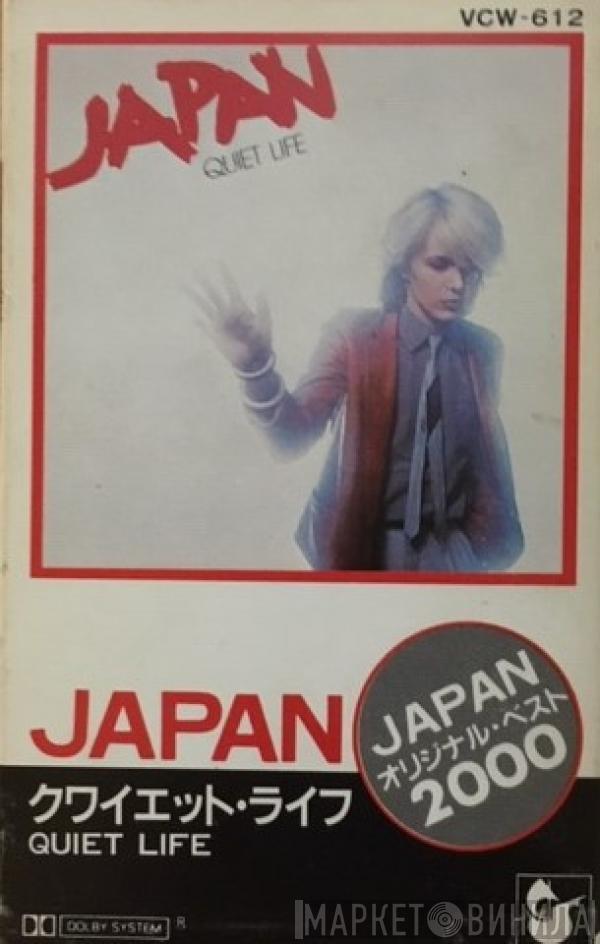 VCW-612
JAPAN
QUIET LIFE
JAPAN
JAPAN
オリジナル・ベスト
2000
クワイエット・ライフ
QUIET LIFE
DOLBY SYSTEM R
МАРКЕТ ВИНИЛА